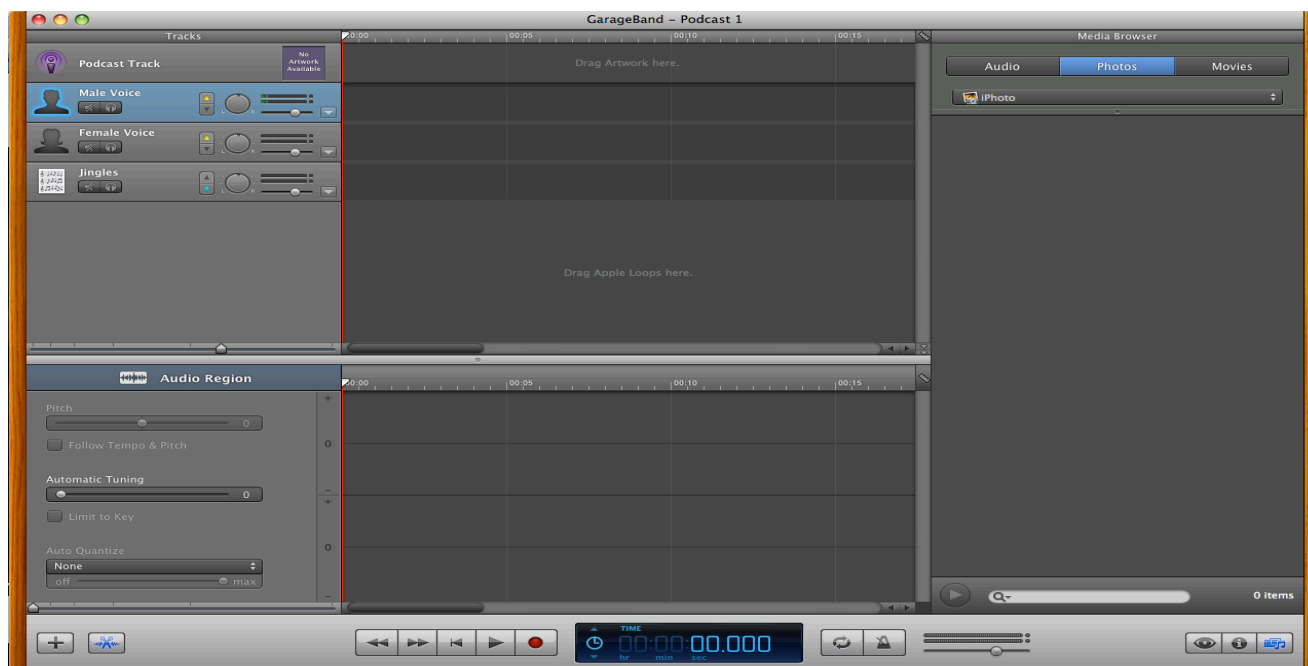 GarageBand – Podcast 1
Tracks
00:00
00:05
00:10
00:15
Media Browser
Podcast Track
No
Artwork
Available
Drag Artwork here.
Audio
Photos
Movies
iPhoto
Male Voice
Female Voice
Jingles
Drag Apple Loops here.
Audio Region
00:00
00:05
00:10
00:15
Pitch
0
Follow Tempo & Pitch
0
Automatic Tuning
0
Limit to Key
Auto Quantize
0
None
off
max
0 items
TIME
00:00:00.000
hr min sec